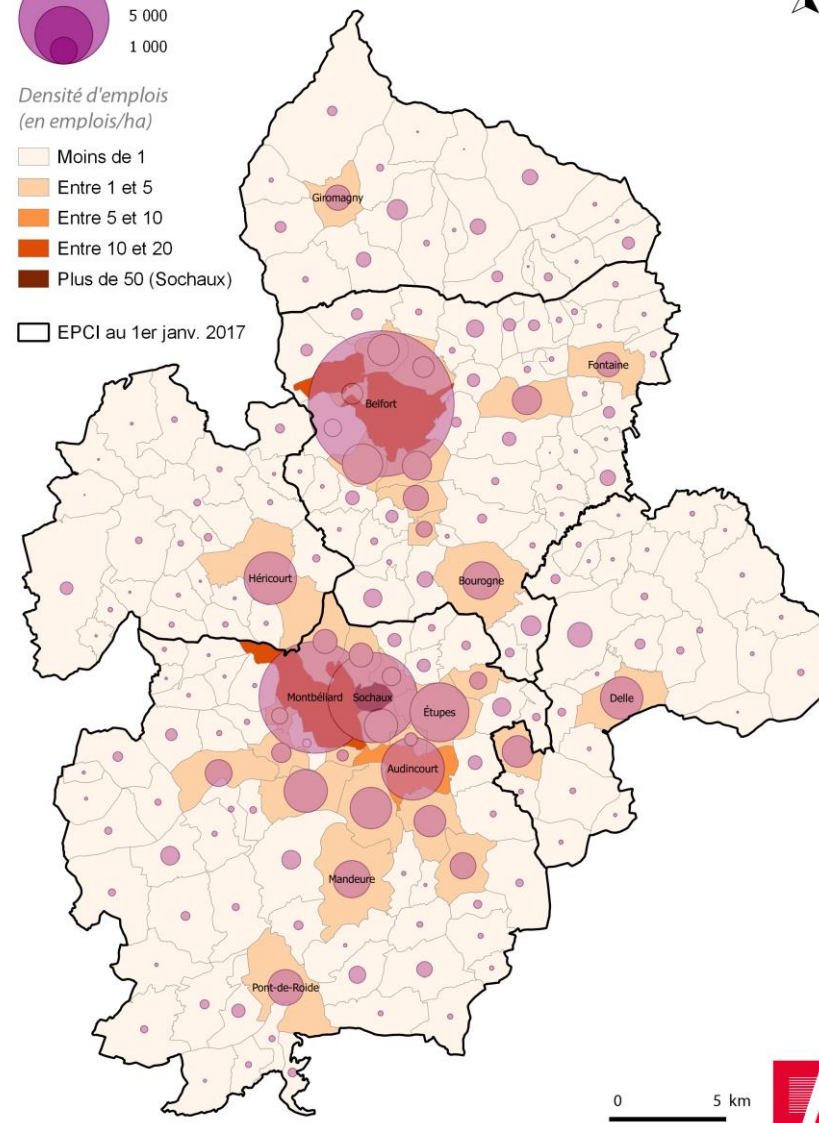 5 000
1 000
Densité d'emplois
(en emplois/ha)
Moins de 1
Entre 1 et 5
Entre 5 et 10
Entre 10 et 20
Plus de 50 (Sochaux)
EPCI au 1er janv. 2017
Giromagny
Fontaine
Belfort
Héricourt
Bourogne
Montbéliard
Sochaux
Étupes
Delle
Audincourt
Mandeure
Pont-de-Roide
0 5 km